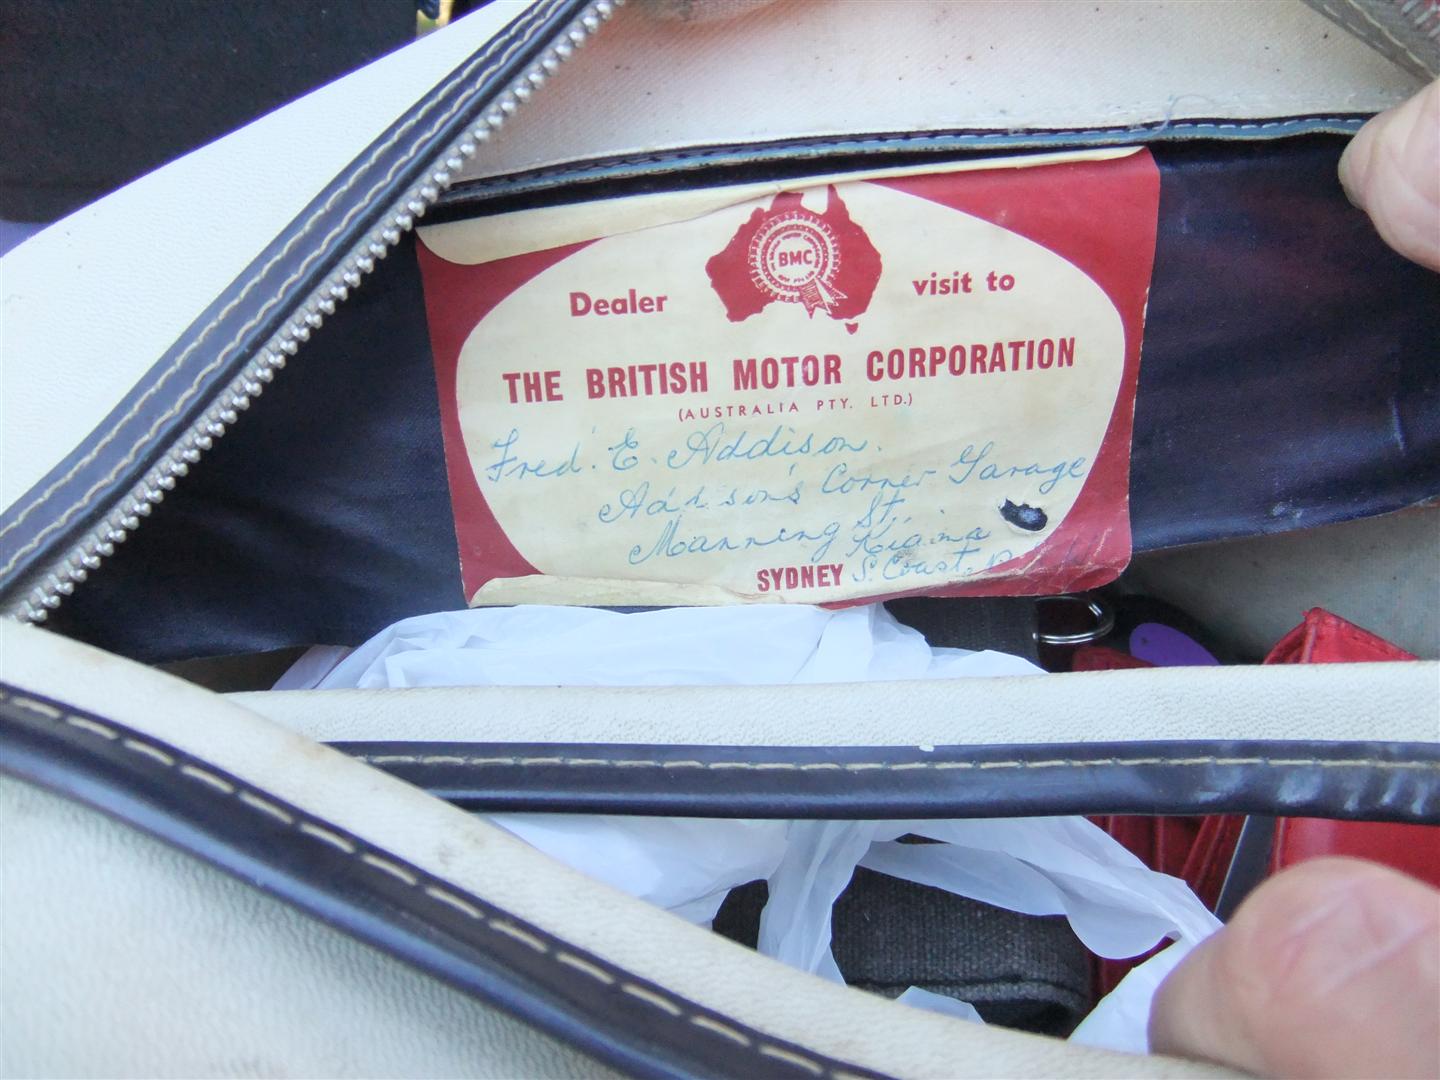 BMC
Dealer visit to
THE BRITISH MOTOR CORPORATION
(AUSTRALIA PTY. LTD.)
Fred. E. Addison.
Addison's Corner Garage
Manning St,
Kiama
SYDNEY S. Coast,